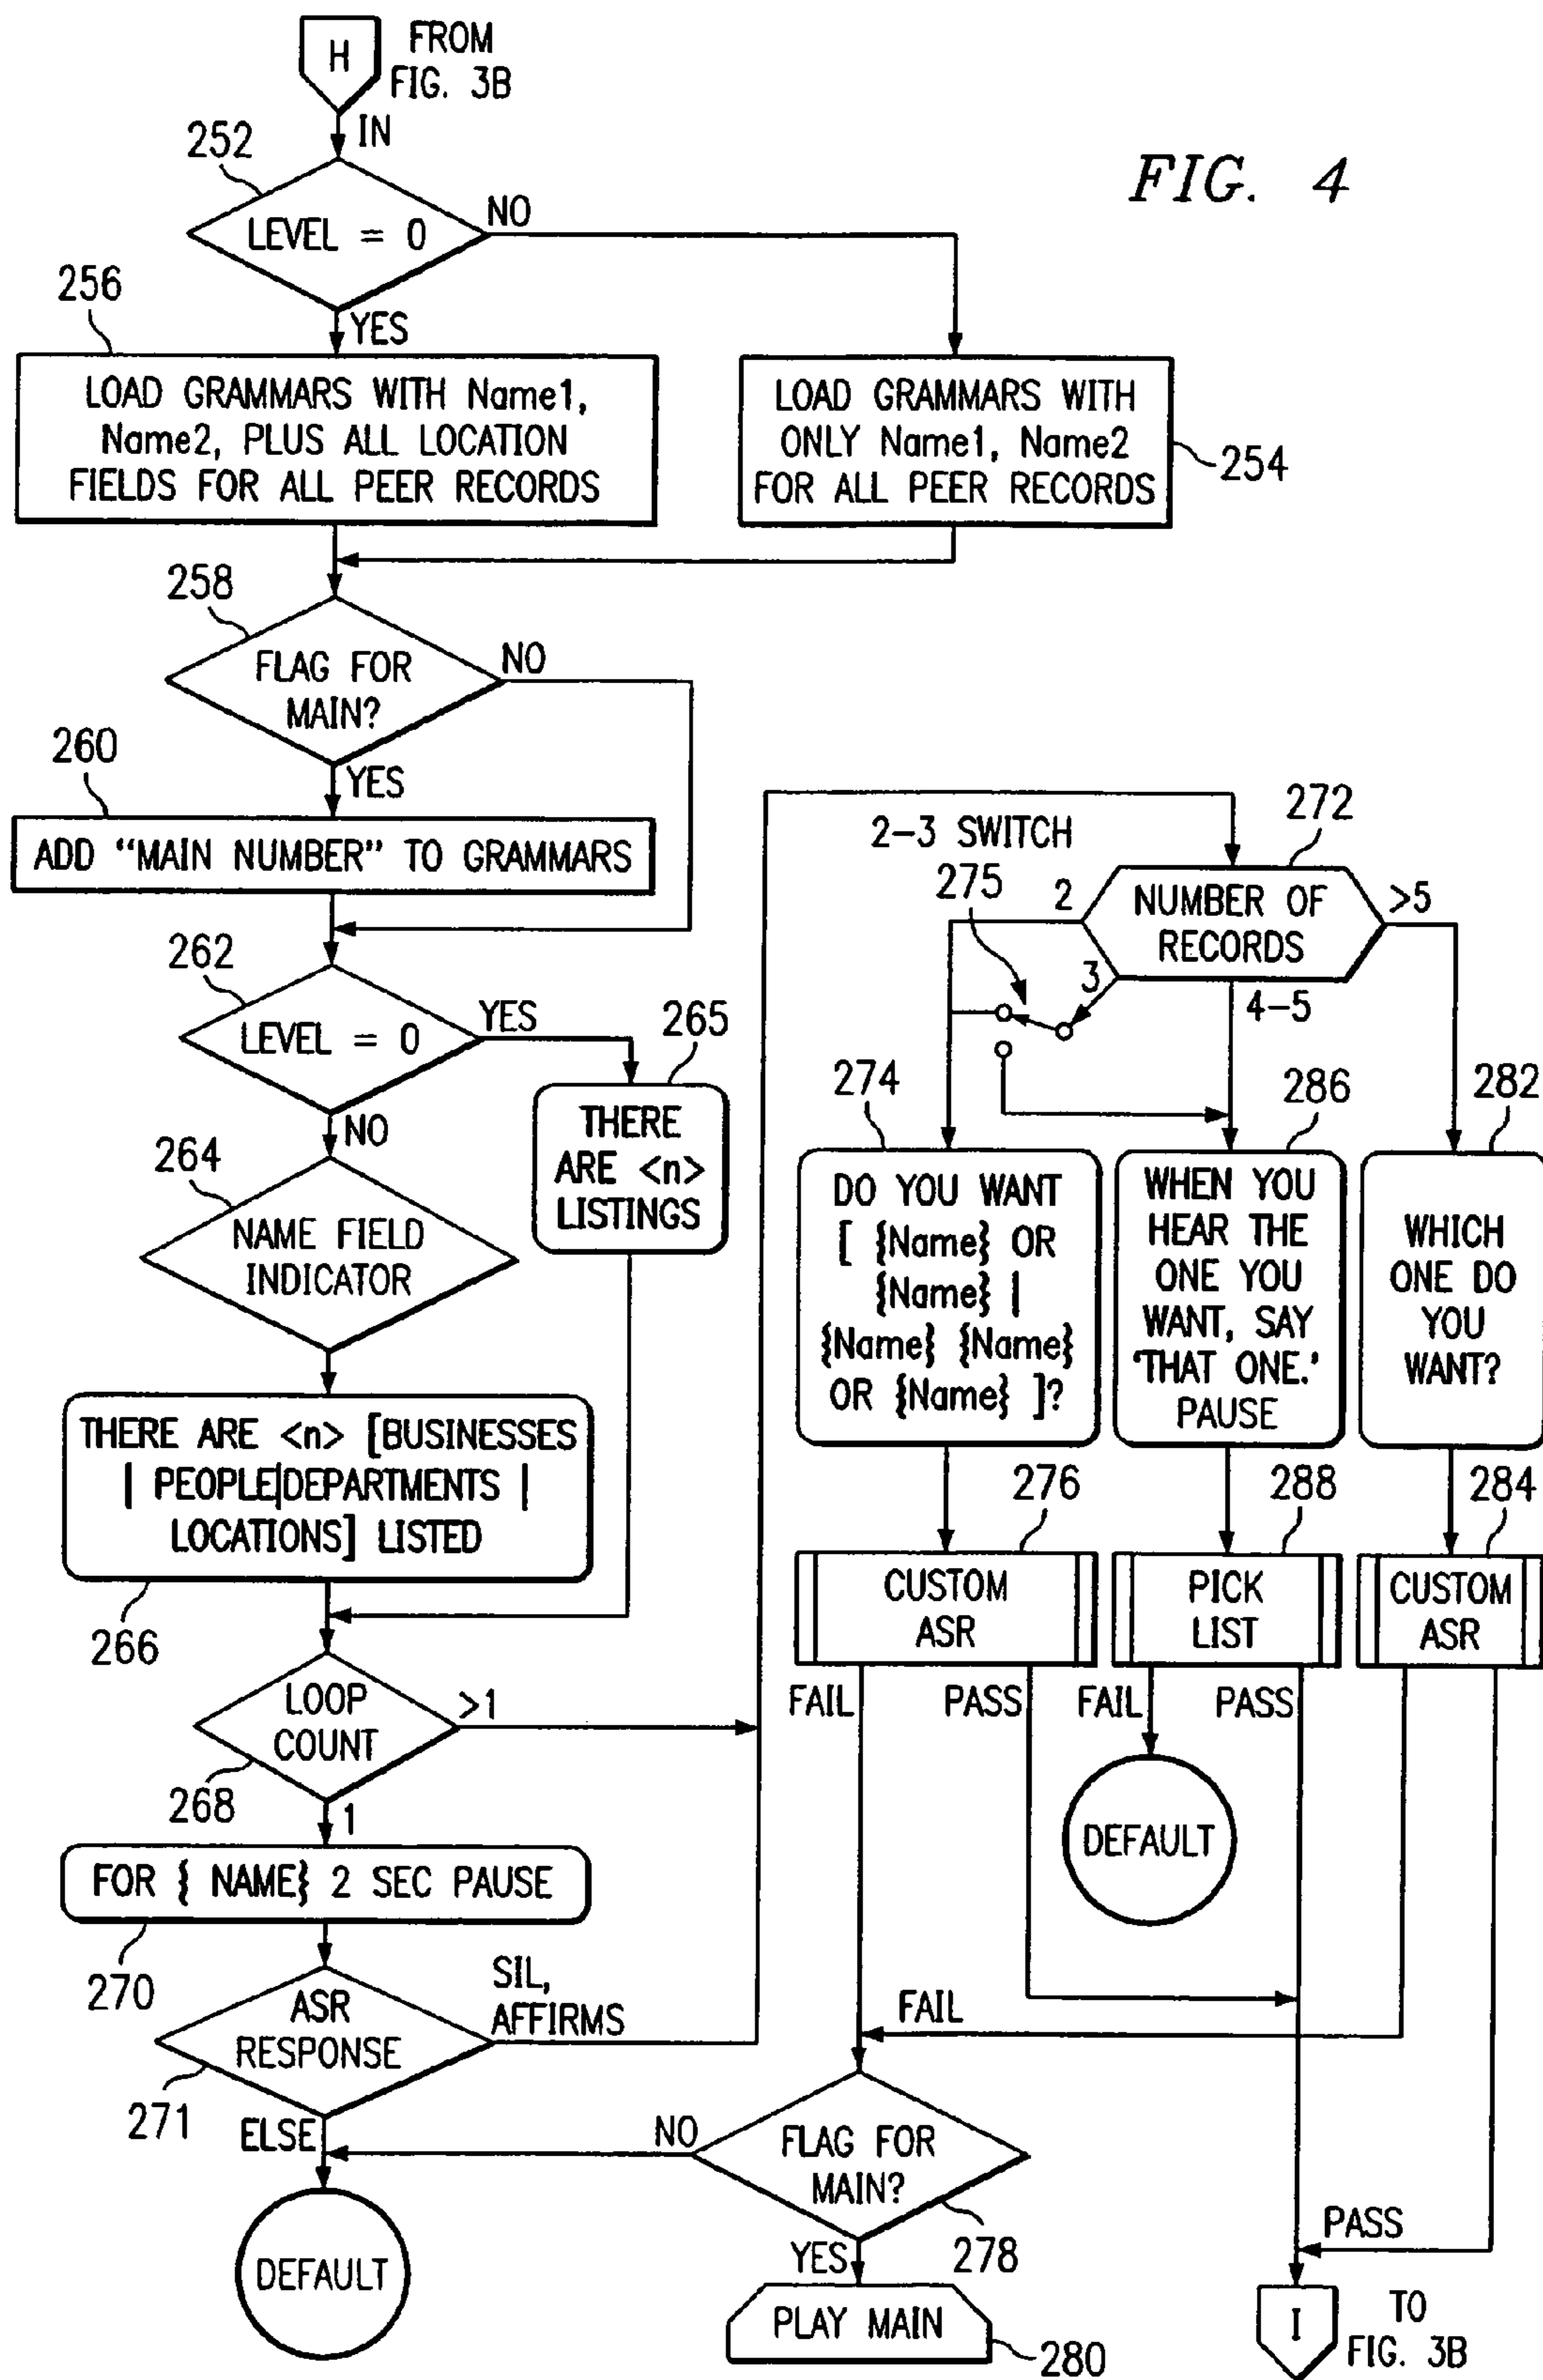 H
FROM
FIG. 3B
IN
FIG. 4
252
LEVEL = 0
NO
YES
256
LOAD GRAMMARS WITH Name1,
Name2, PLUS ALL LOCATION
FIELDS FOR ALL PEER RECORDS
LOAD GRAMMARS WITH
ONLY Name1, Name2
FOR ALL PEER RECORDS
254
258
FLAG FOR
MAIN?
NO
YES
260
ADD “MAIN NUMBER” TO GRAMMARS
262
LEVEL = 0
YES
NO
265
THERE
ARE <n>
LISTINGS
264
NAME FIELD
INDICATOR
THERE ARE <n> [BUSINESSES
| PEOPLE|DEPARTMENTS |
LOCATIONS] LISTED
266
LOOP
COUNT
>1
268
1
FOR { NAME} 2 SEC PAUSE
270
ASR
RESPONSE
SIL,
AFFIRMS
271
ELSE
DEFAULT
272
NUMBER OF
RECORDS
2-3 SWITCH
275
2
3
4-5
>5
274
DO YOU WANT
[ {Name} OR
{Name} |
{Name} {Name}
OR {Name} ]?
286
WHEN YOU
HEAR THE
ONE YOU
WANT, SAY
‘THAT ONE.’
PAUSE
282
WHICH
ONE DO
YOU
WANT?
276
CUSTOM
ASR
288
PICK
LIST
284
CUSTOM
ASR
FAIL
PASS
FAIL
PASS
DEFAULT
FAIL
NO
FLAG FOR
MAIN?
278
YES
PLAY MAIN
280
PASS
I
TO
FIG. 3B